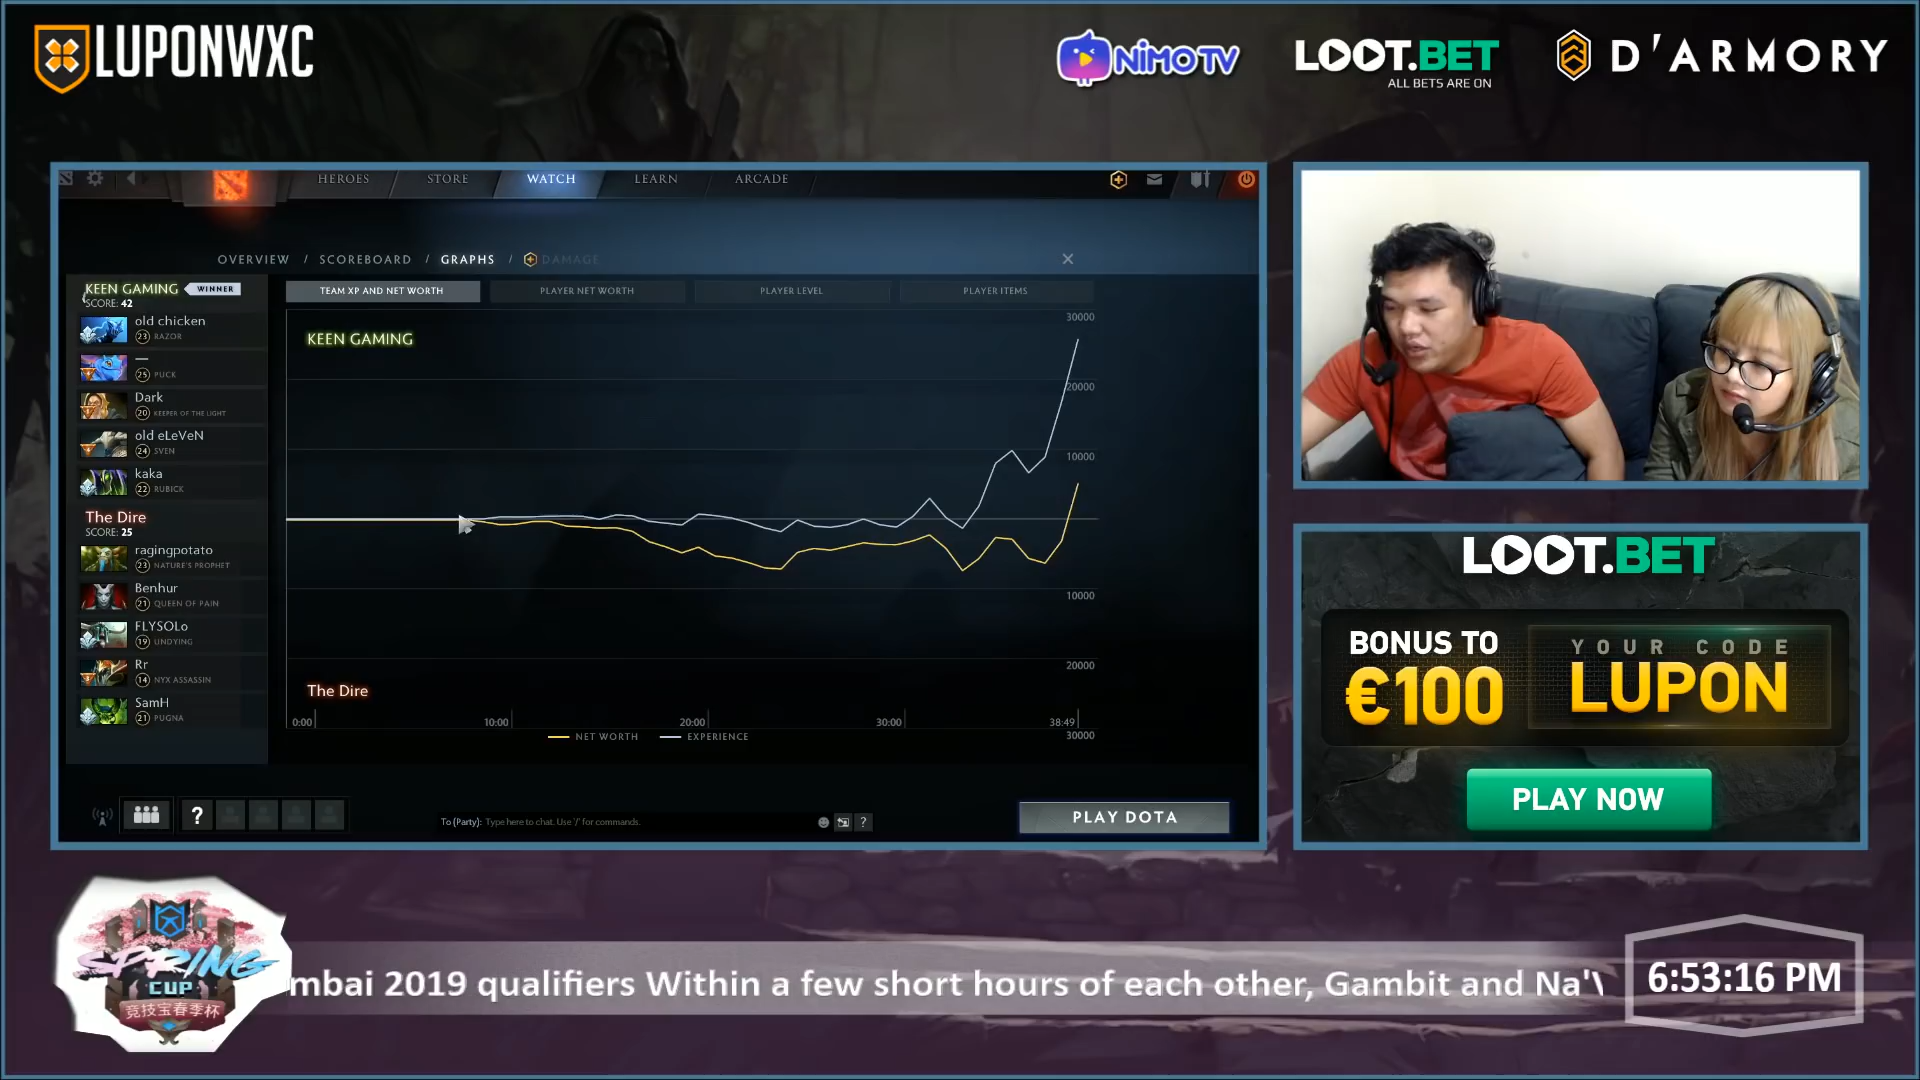 LUPONWXC
NiMOTV
LOOT.BET
ALL BETS ARE ON
D'ARMORY
HEROES
STORE
WATCH
LEARN
ARCADE
OVERVIEW / SCOREBOARD / GRAPHS / DAMAGE
KEEN GAMING WINNER
SCORE: 42
old chicken
23 RAZOR
—
25 PUCK
Dark
20 KEEPER OF THE LIGHT
old eLeVeN
24 SVEN
kaka
22 RUBICK
The Dire
SCORE: 25
ragingpotato
23 NATURE'S PROPHET
Benhur
21 QUEEN OF PAIN
FLYSOLo
19 UNDYING
Rr
14 NYX ASSASSIN
SamH
21 PUGNA
TEAM XP AND NET WORTH
PLAYER NET WORTH
PLAYER LEVEL
PLAYER ITEMS
KEEN GAMING
30000
20000
10000
10000
20000
30000
The Dire
0:00
10:00
20:00
30:00
38:49
NET WORTH
EXPERIENCE
?
To (Party): Type here to chat. Use '/' for commands.
?
PLAY DOTA
LOOT.BET
BONUS TO
€100
YOUR CODE
LUPON
PLAY NOW
SPRING
CUP
竞技宝春季杯
mbai 2019 qualifiers Within a few short hours of each other, Gambit and Na'V
6:53:16 PM